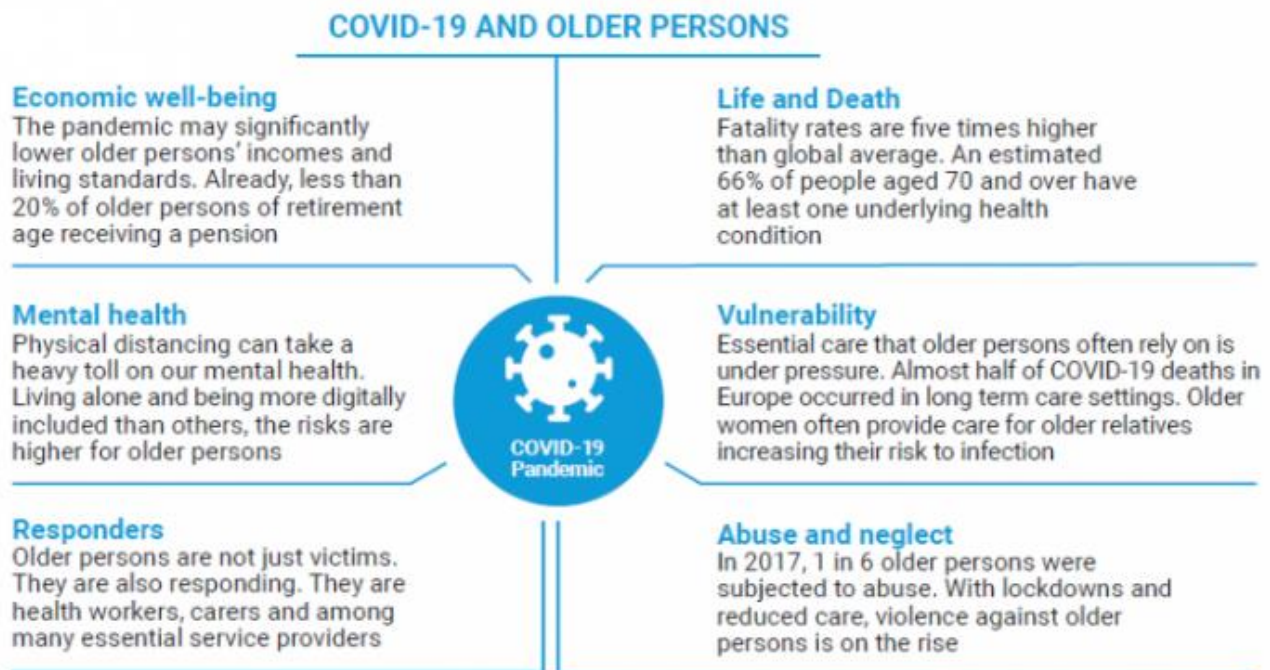 COVID-19 AND OLDER PERSONS
Economic well-being
The pandemic may significantly
lower older persons' incomes and
living standards. Already, less than
20% of older persons of retirement
age receiving a pension
Life and Death
Fatality rates are five times higher
than global average. An estimated
66% of people aged 70 and over have
at least one underlying health
condition
Mental health
Physical distancing can take a
heavy toll on our mental health.
Living alone and being more digitally
included than others, the risks are
higher for older persons
COVID-19
Pandemic
Vulnerability
Essential care that older persons often rely on is
under pressure. Almost half of COVID-19 deaths in
Europe occurred in long term care settings. Older
women often provide care for older relatives
increasing their risk to infection
Responders
Older persons are not just victims.
They are also responding. They are
health workers, carers and among
many essential service providers
Abuse and neglect
In 2017, 1 in 6 older persons were
subjected to abuse. With lockdowns and
reduced care, violence against older
persons is on the rise